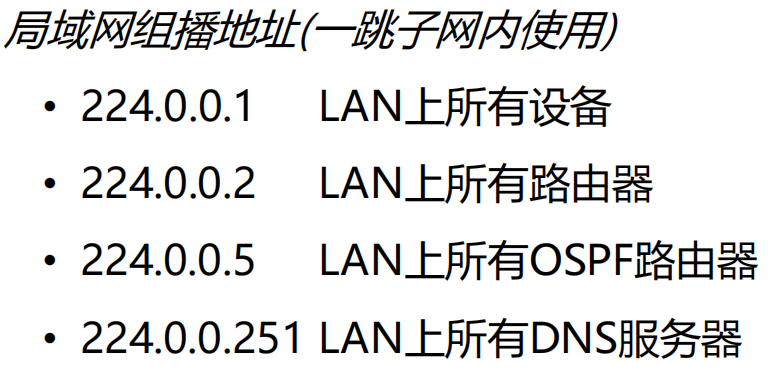 局域网组播地址(一跳子网内使用)
• 224.0.0.1 LAN上所有设备
• 224.0.0.2 LAN上所有路由器
• 224.0.0.5 LAN上所有OSPF路由器
• 224.0.0.251 LAN上所有DNS服务器